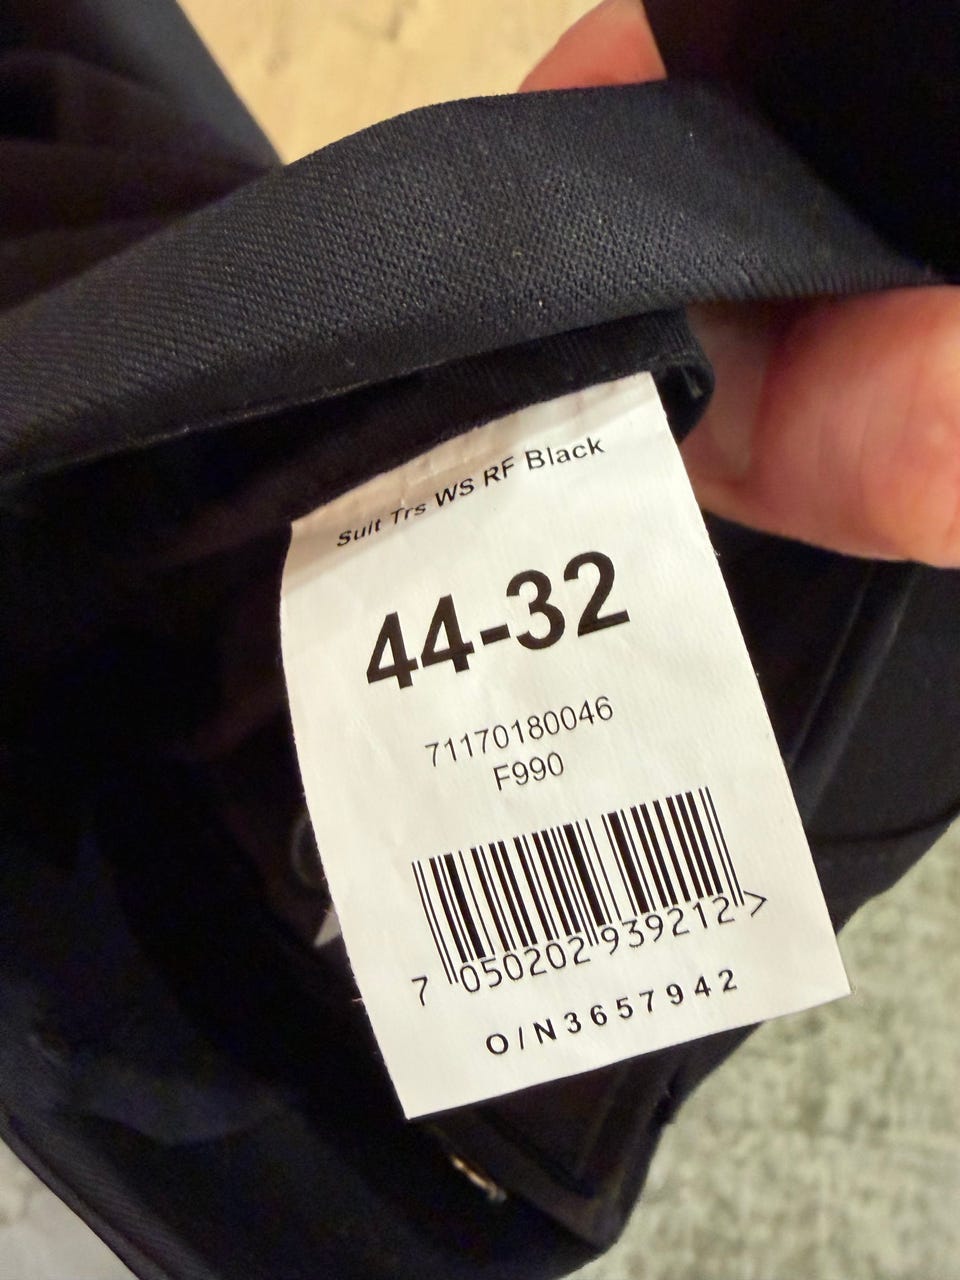 Suit Trs WS RF Black
44-32
71170180046
F990
7 050202 939212 >
O/N3657942